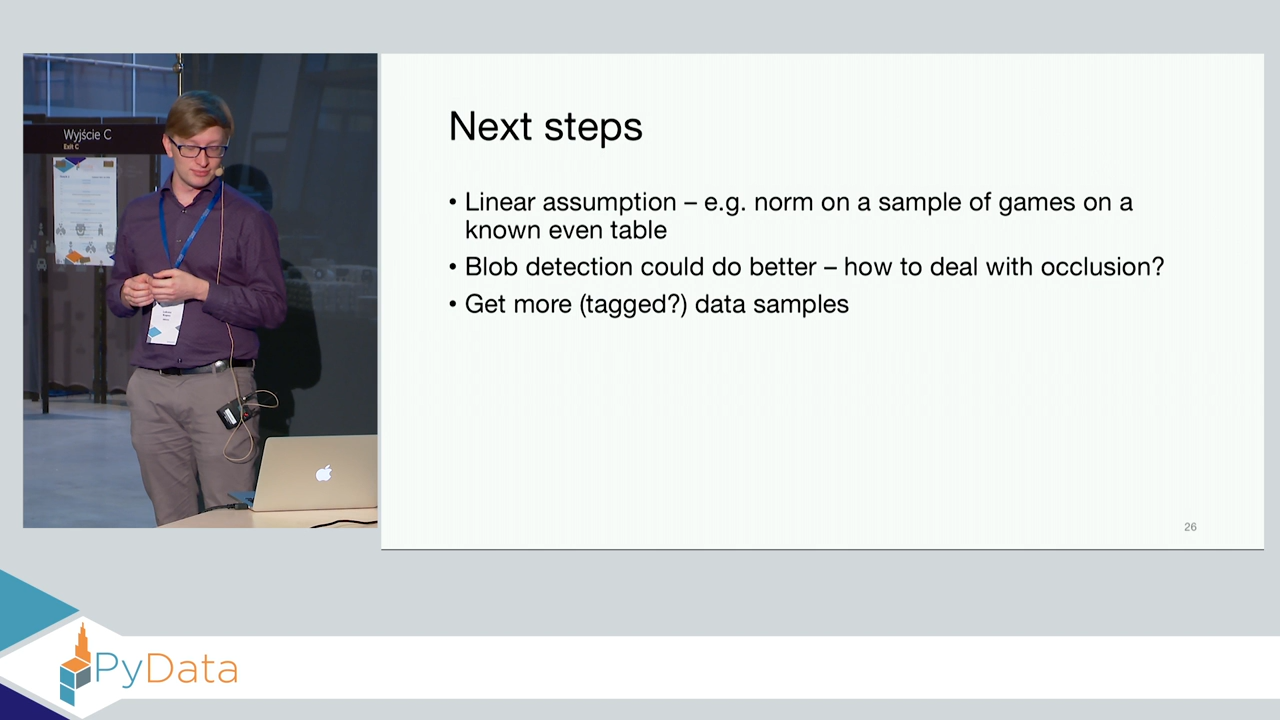 Wyjście C
Exit C
Next steps
• Linear assumption – e.g. norm on a sample of games on a
known even table
• Blob detection could do better – how to deal with occlusion?
• Get more (tagged?) data samples
26
PyData